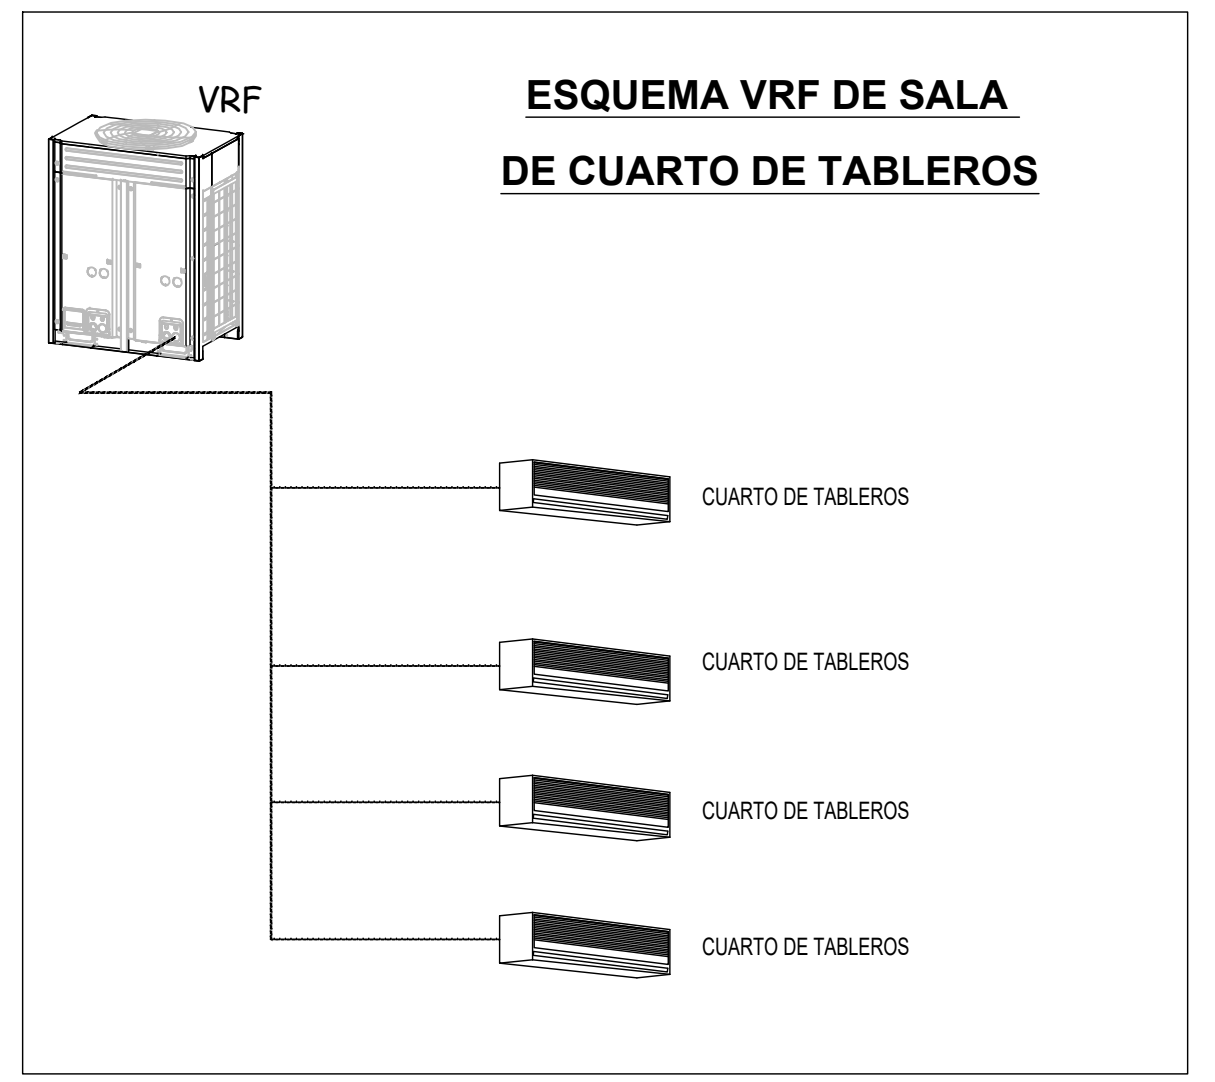 VRF
ESQUEMA VRF DE SALA
DE CUARTO DE TABLEROS
CUARTO DE TABLEROS
CUARTO DE TABLEROS
CUARTO DE TABLEROS
CUARTO DE TABLEROS